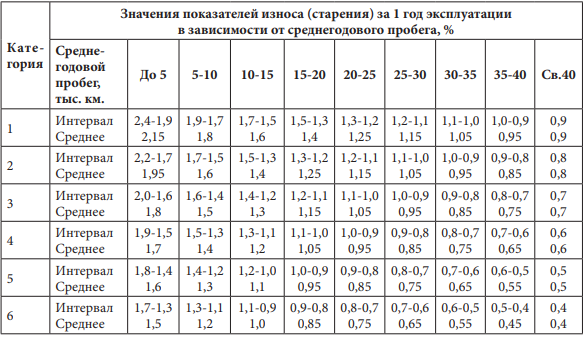 Кате-
гория
Средне-
годовой
пробег,
тыс. км.
Значения показателей износа (старения) за 1 год эксплуатации
в зависимости от среднегодового пробега, %
До 5 5-10 10-15 15-20 20-25 25-30 30-35 35-40 Св.40
1 Интервал 2,4-1,9 1,9-1,7 1,7-1,5 1,5-1,3 1,3-1,2 1,2-1,1 1,1-1,0 1,0-0,9 0,9
Среднее 2,15 1,8 1,6 1,4 1,25 1,15 1,05 0,95 0,9
2 Интервал 2,2-1,7 1,7-1,5 1,5-1,3 1,3-1,2 1,2-1,1 1,1-1,0 1,0-0,9 0,9-0,8 0,8
Среднее 1,95 1,6 1,4 1,25 1,15 1,05 0,95 0,85 0,8
3 Интервал 2,0-1,6 1,6-1,4 1,4-1,2 1,2-1,1 1,1-1,0 1,0-0,9 0,9-0,8 0,8-0,7 0,7
Среднее 1,8 1,5 1,3 1,15 1,05 0,95 0,85 0,75 0,7
4 Интервал 1,9-1,5 1,5-1,3 1,3-1,1 1,1-1,0 1,0-0,9 0,9-0,8 0,8-0,7 0,7-0,6 0,6
Среднее 1,7 1,4 1,2 1,05 0,95 0,85 0,75 0,65 0,6
5 Интервал 1,8-1,4 1,4-1,2 1,2-1,0 1,0-0,9 0,9-0,8 0,8-0,7 0,7-0,6 0,6-0,5 0,5
Среднее 1,6 1,3 1,1 0,95 0,85 0,75 0,65 0,55 0,5
6 Интервал 1,7-1,3 1,3-1,1 1,1-0,9 0,9-0,8 0,8-0,7 0,7-0,6 0,6-0,5 0,5-0,4 0,4
Среднее 1,5 1,2 1,0 0,85 0,75 0,65 0,55 0,45 0,4